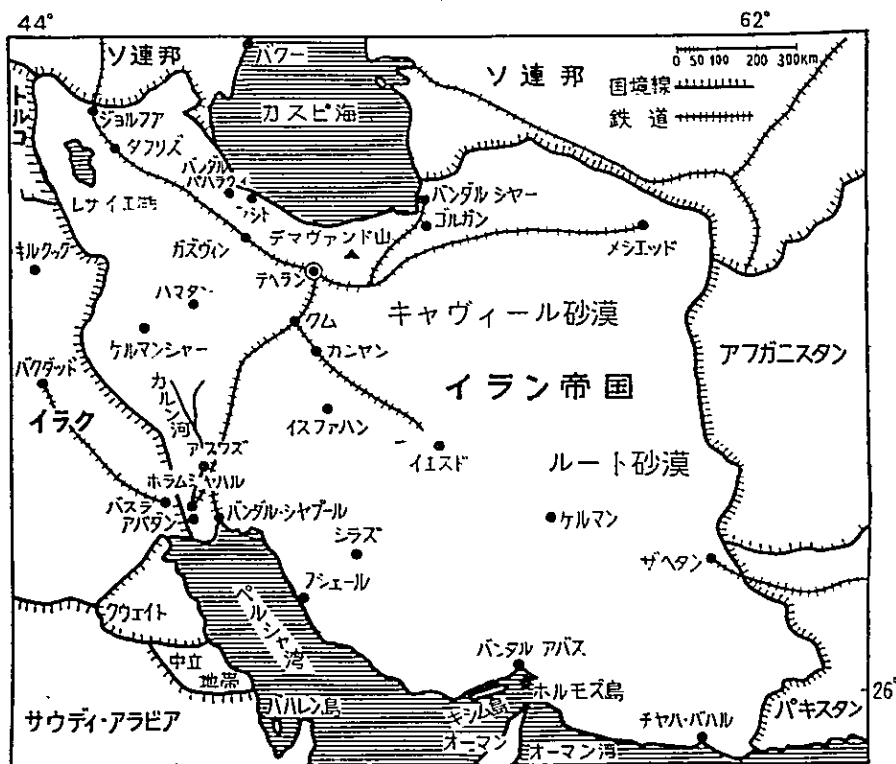 44°
62°
ソ連邦
バクー
ソ連邦
0 50 100 200 300km
国境線
鉄道
トルコ
カスピ海
ジョルファ
タブリズ
バンダル
パハラヴィ
バンダルシャー
ゴルガン
メシエッド
デマヴァンド山
ガズヴィン
キルクック
テヘラン
ハマダン
クム
キャヴィール砂漠
ケルマンシャー
カシャン
アフガニスタン
バクダッド
イラン帝国
カルン河
イラク
イスファハン
アフワズ
イエズド
ルート砂漠
ホラムシャハル
バスラ
アバダン
バンダル・シャプール
ケルマン
シラズ
ザヘダン
クウェイト
ブシェール
ペルシャ湾
中立
地帯
バンダルアバス
ホルモズ島
26°
サウディ・アラビア
バハレン島
キシム島
オーマン
オーマン湾
チャハ・バハル
パキスタン